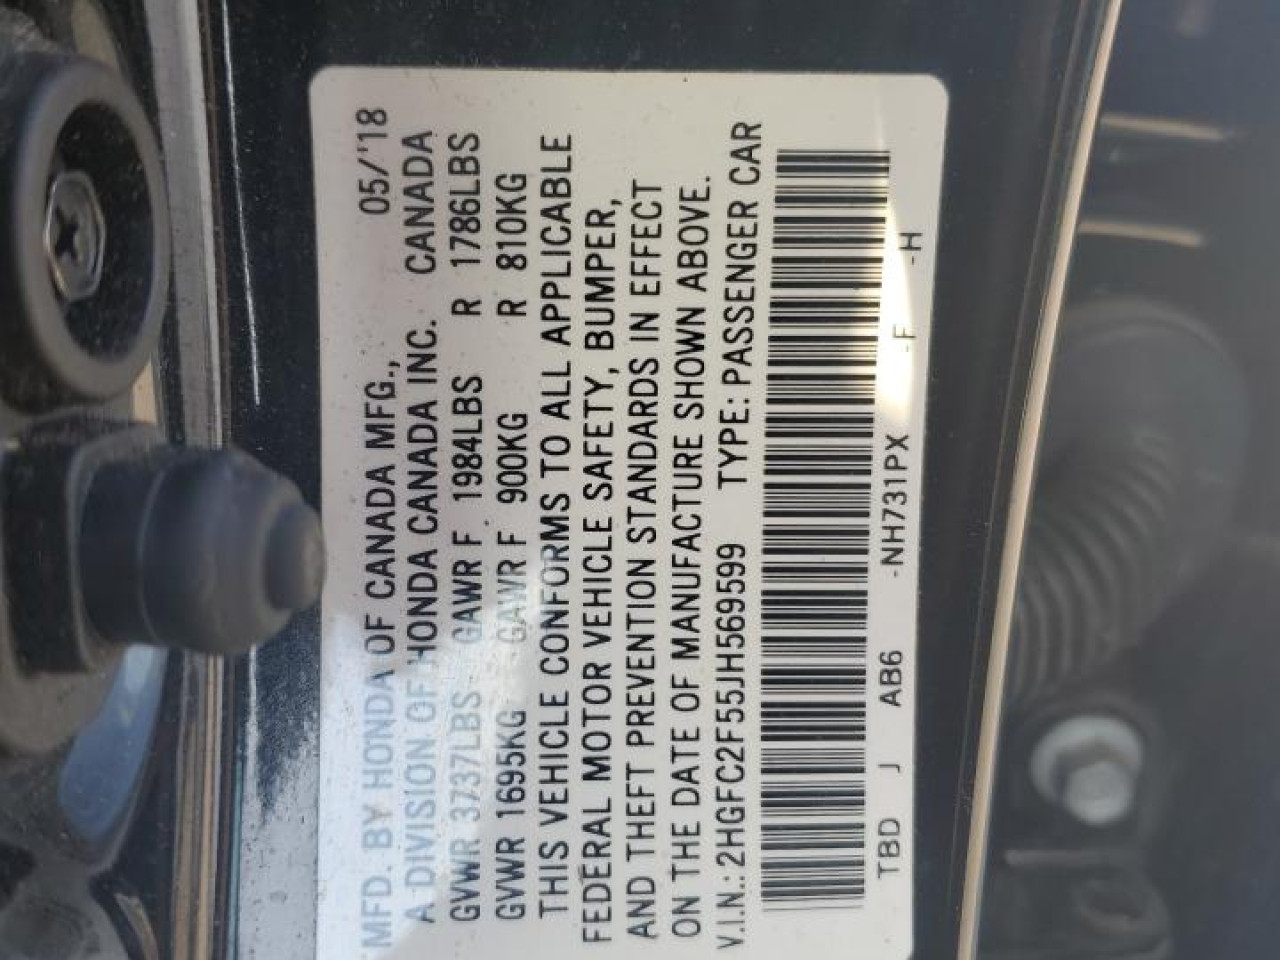 MFD. BY HONDA OF CANADA MFG., 05/'18
A DIVISION OF HONDA CANADA INC. CANADA
GVWR 3737LBS GAWR F 1984LBS R 1786LBS
GVWR 1695KG GAWR F 900KG R 810KG
THIS VEHICLE CONFORMS TO ALL APPLICABLE
FEDERAL MOTOR VEHICLE SAFETY, BUMPER,
AND THEFT PREVENTION STANDARDS IN EFFECT
ON THE DATE OF MANUFACTURE SHOWN ABOVE.
V.I.N.: 2HGFC2F55JH569599 TYPE: PASSENGER CAR
TBD J AB6 -NH731PX -F -H